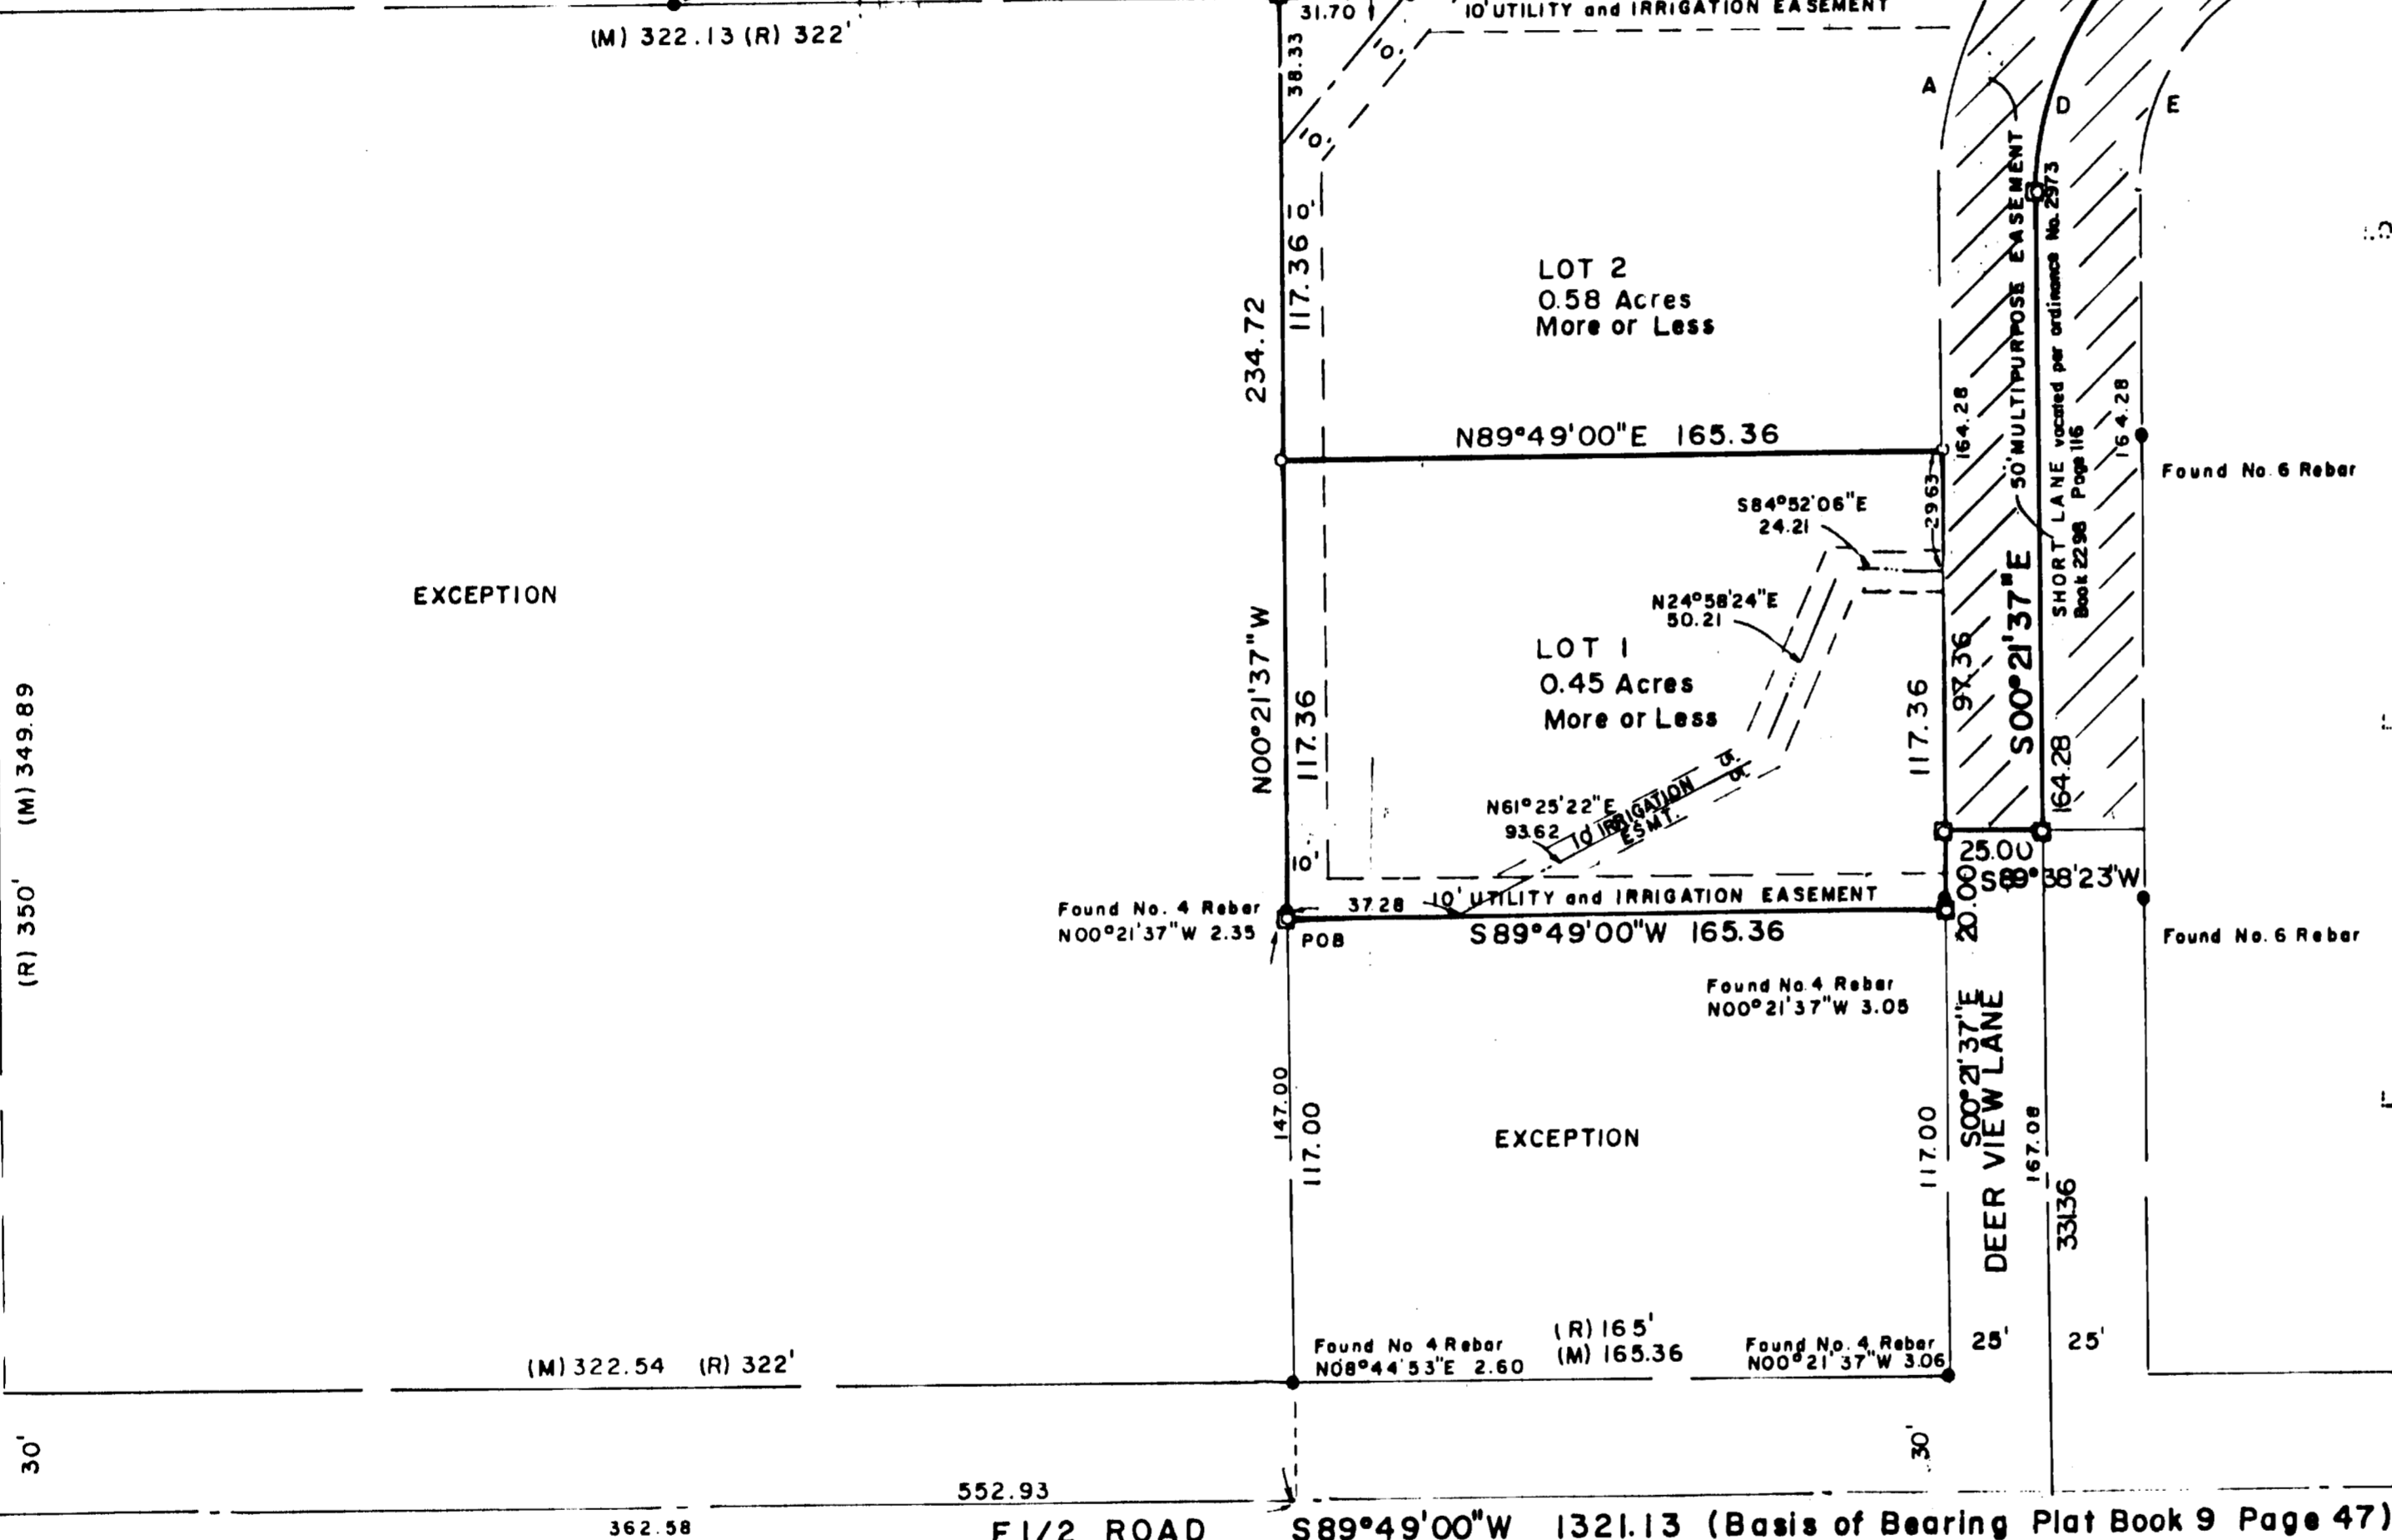 (M) 322.13 (R) 322'
31.70
10' UTILITY and IRRIGATION EASEMENT
38.33
10'
10'
A
D
E
10'
117.36
234.72
LOT 2
0.58 Acres
More or Less
50' MULTIPURPOSE EASEMENT
SHORT LANE vacated per ordinance No. 2973
Book 2298 Page 116
164.28
164.28
N89°49'00"E 165.36
Found No. 6 Rebar
29.63
S84°52'06"E
24.21
N24°58'24"E
50.21
EXCEPTION
LOT 1
0.45 Acres
More or Less
N00°21'37"W
117.36
117.36
97.36
S00°21'37"E
164.28
(R) 350' (M) 349.89
5'
5'
N61°25'22"E
93.62
10' IRRIGATION
ESMT.
10'
25.00
S89°38'23"W
20.00
37.28
10' UTILITY and IRRIGATION EASEMENT
Found No. 4 Rebar
N00°21'37"W 2.35
POB
S89°49'00"W 165.36
Found No. 6 Rebar
Found No. 4 Rebar
N00°21'37"W 3.05
S00°21'37"E
DEER VIEW LANE
147.00
117.00
EXCEPTION
117.00
167.08
331.36
(R) 165'
(M) 165.36
Found No 4 Rebar
N08°44'53"E 2.60
Found No. 4 Rebar
N00°21'37"W 3.06
25'
25'
(M) 322.54 (R) 322'
30'
30'
552.93
362.58
F 1/2 ROAD
S89°49'00"W 1321.13 (Basis of Bearing Plat Book 9 Page 47)